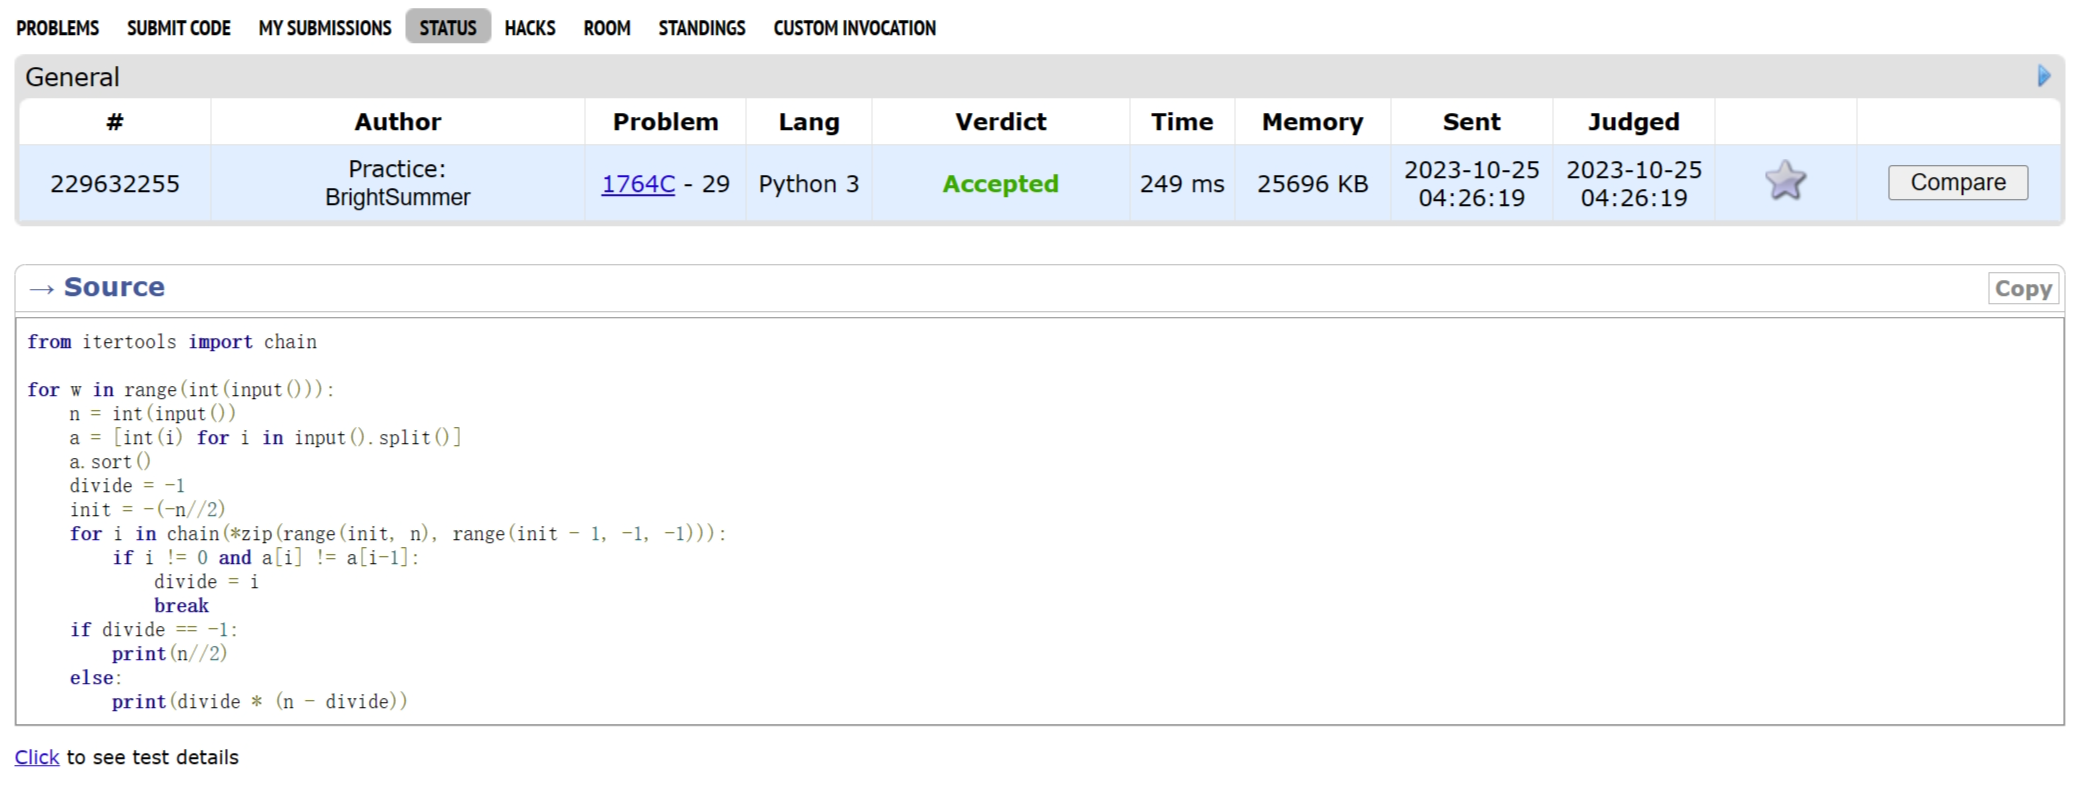 PROBLEMS SUBMIT CODE MY SUBMISSIONS STATUS HACKS ROOM STANDINGS CUSTOM INVOCATION
General
# Author Problem Lang Verdict Time Memory Sent Judged
229632255 Practice: BrightSummer 1764C - 29 Python 3 Accepted 249 ms 25696 KB 2023-10-25 04:26:19 2023-10-25 04:26:19 Compare
→ Source Copy
from itertools import chain
for w in range(int(input())):
    n = int(input())
    a = [int(i) for i in input().split()]
    a.sort()
    divide = -1
    init = -(-n//2)
    for i in chain(*zip(range(init, n), range(init - 1, -1, -1))):
        if i != 0 and a[i] != a[i-1]:
            divide = i
            break
    if divide == -1:
        print(n//2)
    else:
        print(divide * (n - divide))
Click to see test details